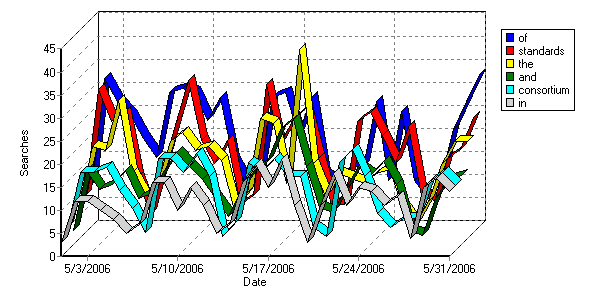 45
40
35
30
25
20
15
10
5
0
Searches
5/3/2006 5/10/2006 5/17/2006 5/24/2006 5/31/2006
Date
of
standards
the
and
consortium
in